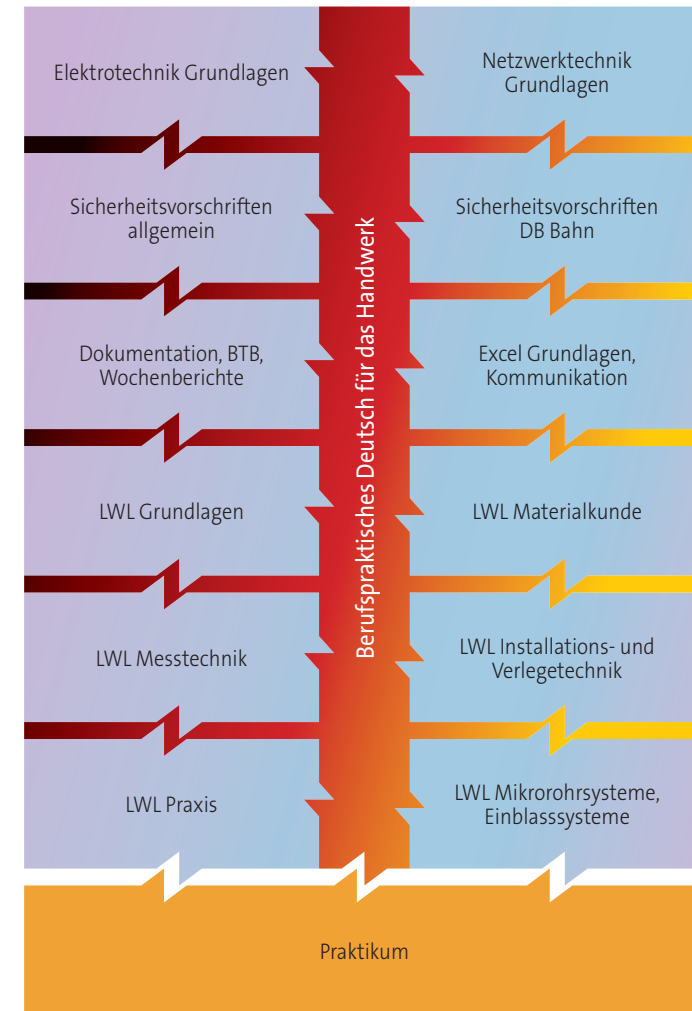 Elektrotechnik Grundlagen
Netzwerktechnik
Grundlagen
Sicherheitsvorschriften
allgemein
Sicherheitsvorschriften
DB Bahn
Berufspraktisches Deutsch für das Handwerk
Dokumentation, BTB,
Wochenberichte
Excel Grundlagen,
Kommunikation
LWL Grundlagen
LWL Materialkunde
LWL Messtechnik
LWL Installations- und
Verlegetechnik
LWL Praxis
LWL Mikrorohrsysteme,
Einblasssysteme
Praktikum